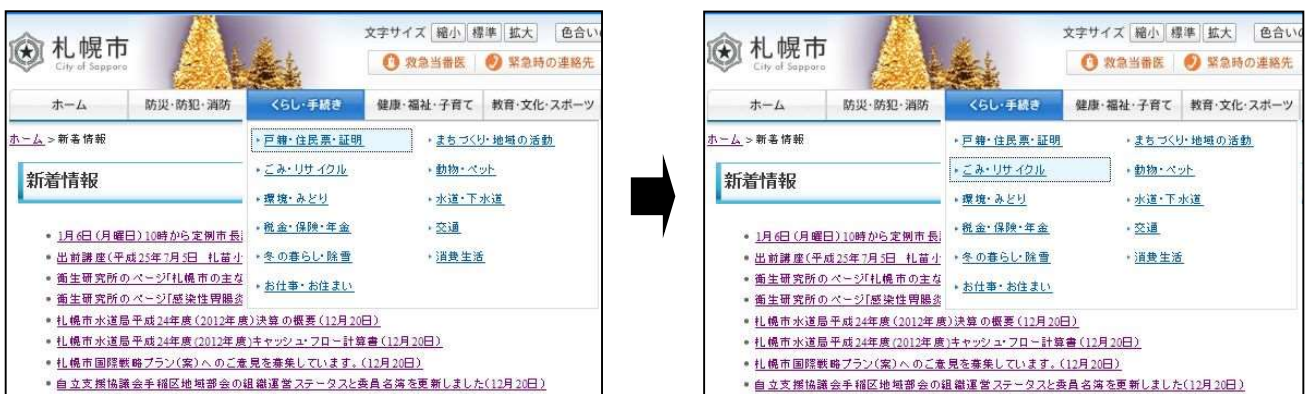 札幌市
City of Sapporo
文字サイズ 縮小 標準 拡大 色合い
救急当番医 緊急時の連絡先
ホーム 防災・防犯・消防 くらし・手続き 健康・福祉・子育て 教育・文化・スポーツ
ホーム > 新着情報
戸籍・住民票・証明 まちづくり・地域の活動
ごみ・リサイクル 動物・ペット
新着情報
環境・みどり 水道・下水道
税金・保険・年金 交通
1月6日(月曜日)10時から定例市長
冬の暮らし・除雪 消費生活
出前講座(平成25年7月5日 札苗小
衛生研究所のページ「札幌市の主な
お仕事・お住まい
衛生研究所のページ「感染性胃腸炎
札幌市水道局平成24年度(2012年度)決算の概要(12月20日)
札幌市水道局平成24年度(2012年度)キャッシュ・フロー計算書(12月20日)
札幌市国際戦略プラン(案)へのご意見を募集しています。(12月20日)
自立支援協議会手稲区地域部会の組織運営ステータスと委員名簿を更新しました(12月20日)
札幌市
City of Sapporo
文字サイズ 縮小 標準 拡大 色合い
救急当番医 緊急時の連絡先
ホーム 防災・防犯・消防 くらし・手続き 健康・福祉・子育て 教育・文化・スポーツ
ホーム > 新着情報
戸籍・住民票・証明 まちづくり・地域の活動
ごみ・リサイクル 動物・ペット
新着情報
環境・みどり 水道・下水道
税金・保険・年金 交通
1月6日(月曜日)10時から定例市長
冬の暮らし・除雪 消費生活
出前講座(平成25年7月5日 札苗小
衛生研究所のページ「札幌市の主な
お仕事・お住まい
衛生研究所のページ「感染性胃腸炎
札幌市水道局平成24年度(2012年度)決算の概要(12月20日)
札幌市水道局平成24年度(2012年度)キャッシュ・フロー計算書(12月20日)
札幌市国際戦略プラン(案)へのご意見を募集しています。(12月20日)
自立支援協議会手稲区地域部会の組織運営ステータスと委員名簿を更新しました(12月20日)